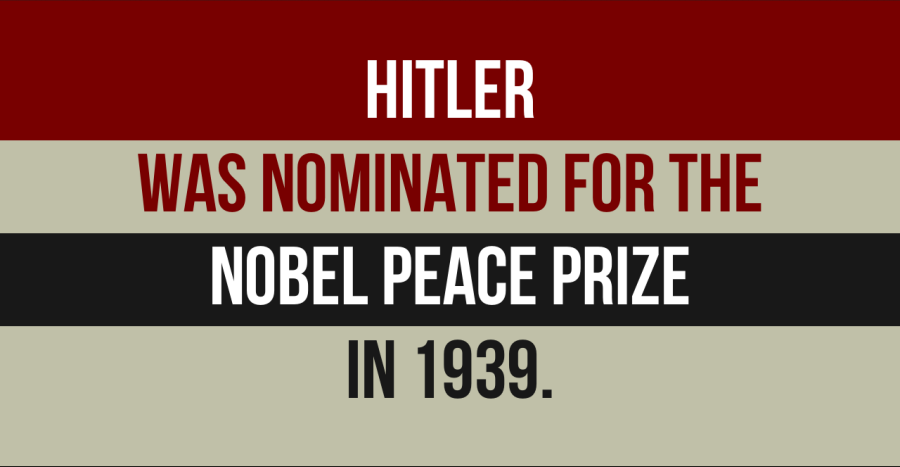 HITLER
WAS NOMINATED FOR THE
NOBEL PEACE PRIZE
IN 1939.